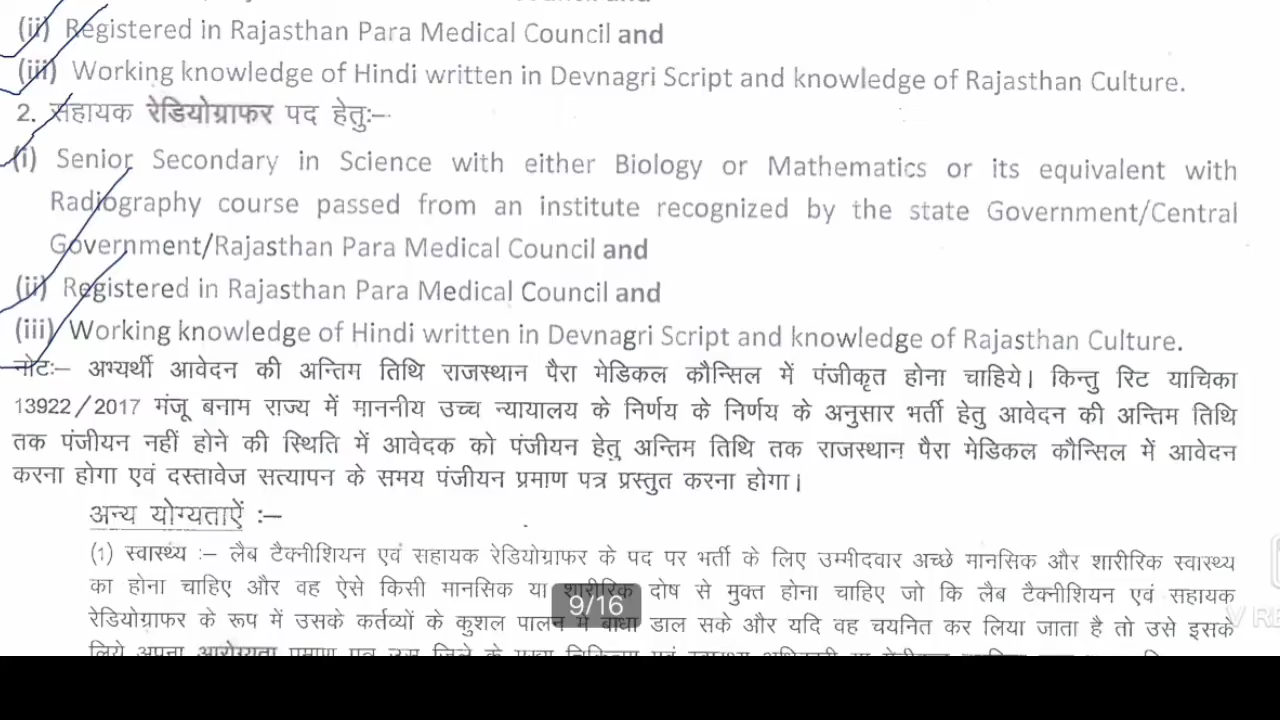 (ii) Registered in Rajasthan Para Medical Council and
(iii) Working knowledge of Hindi written in Devnagri Script and knowledge of Rajasthan Culture.
2. सहायक रेडियोग्राफर पद हेतुः–
(i) Senior Secondary in Science with either Biology or Mathematics or its equivalent with
Radiography course passed from an institute recognized by the state Government/Central
Government/Rajasthan Para Medical Council and
(ii) Registered in Rajasthan Para Medical Council and
(iii) Working knowledge of Hindi written in Devnagri Script and knowledge of Rajasthan Culture.
नोटः– अभ्यर्थी आवेदन की अन्तिम तिथि राजस्थान पैरा मेडिकल कौन्सिल में पंजीकृत होना चाहिये। किन्तु रिट याचिका
13922/2017 मंजू बनाम राज्य में माननीय उच्च न्यायालय के निर्णय के निर्णय के अनुसार भर्ती हेतु आवेदन की अन्तिम तिथि
तक पंजीयन नहीं होने की स्थिति में आवेदक को पंजीयन हेतु अन्तिम तिथि तक राजस्थान पैरा मेडिकल कौन्सिल में आवेदन
करना होगा एवं दस्तावेज सत्यापन के समय पंजीयन प्रमाण पत्र प्रस्तुत करना होगा।
अन्य योग्यताऐं :–
(1) स्वास्थ्य :– लैब टैक्नीशियन एवं सहायक रेडियोग्राफर के पद पर भर्ती के लिए उम्मीदवार अच्छे मानसिक और शारीरिक स्वास्थ्य
का होना चाहिए और वह ऐसे किसी मानसिक या शारीरिक दोष से मुक्त होना चाहिए जो कि लैब टैक्नीशियन एवं सहायक
9/16
रेडियोग्राफर के रूप में उसके कर्तव्यों के कुशल पालन में बाधा डाल सके और यदि वह चयनित कर लिया जाता है तो उसे इसके